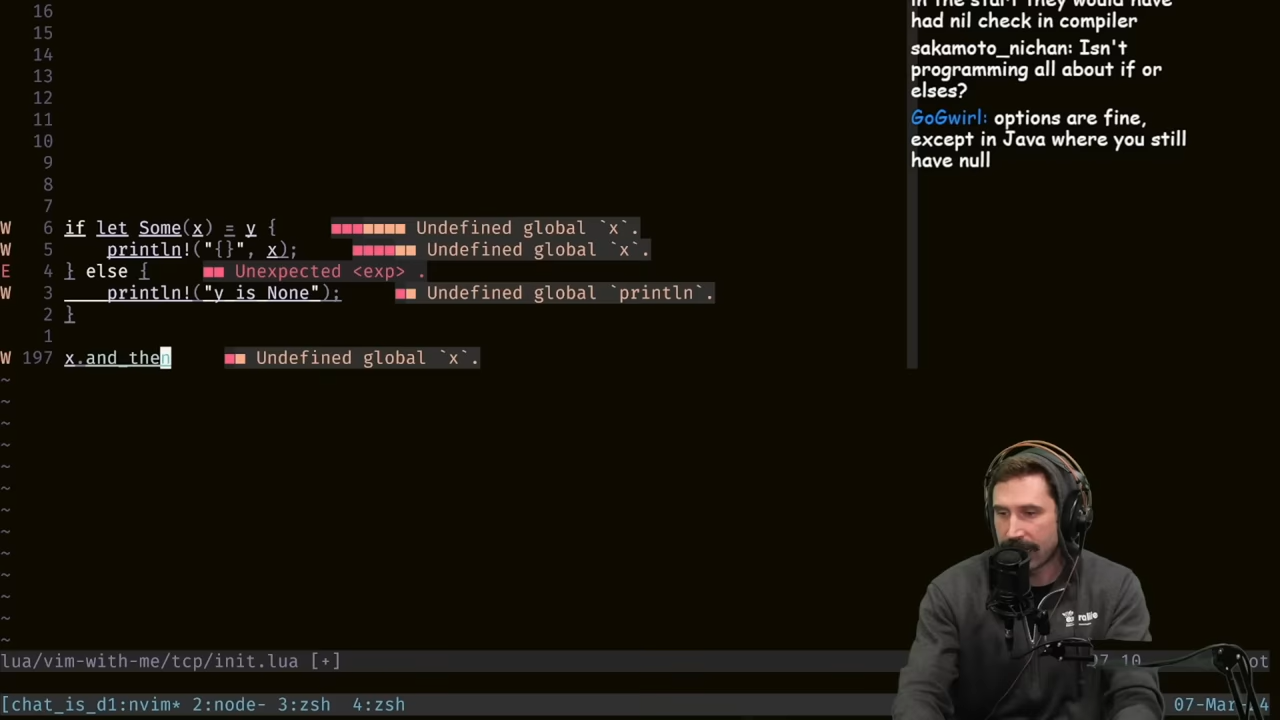 in the start they would have
had nil check in compiler
sakamoto_nichan: Isn't
programming all about if or
elses?
GoGwirl: options are fine,
except in Java where you still
have null
16
15
14
13
12
11
10
9
8
7
W 6 if let Some(x) = y { Undefined global `x`.
W 5 println!("{}", x); Undefined global `x`.
E 4 } else { Unexpected <exp> .
W 3 println!("y is None"); Undefined global `println`.
2 }
1
W 197 x.and_then Undefined global `x`.
~
~
~
~
~
~
~
~
~
~
~
~
~
lua/vim-with-me/tcp/init.lua [+]
[chat_is_d1:nvim* 2:node- 3:zsh 4:zsh